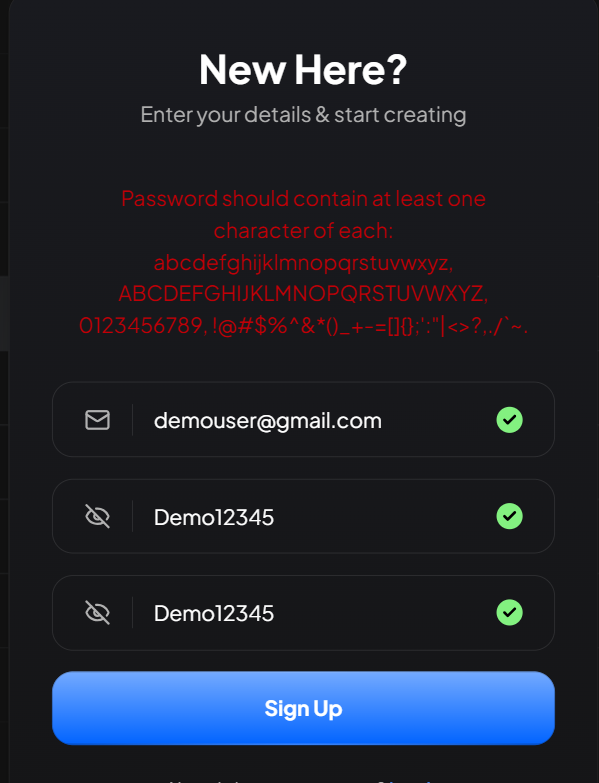 New Here?
Enter your details & start creating
Password should contain at least one
character of each:
abcdefghijklmnopqrstuvwxyz,
ABCDEFGHIJKLMNOPQRSTUVWXYZ,
0123456789, !@#$%^&*()_+-=[]{};':"|<>?,./`~.
demouser@gmail.com
Demo12345
Demo12345
Sign Up